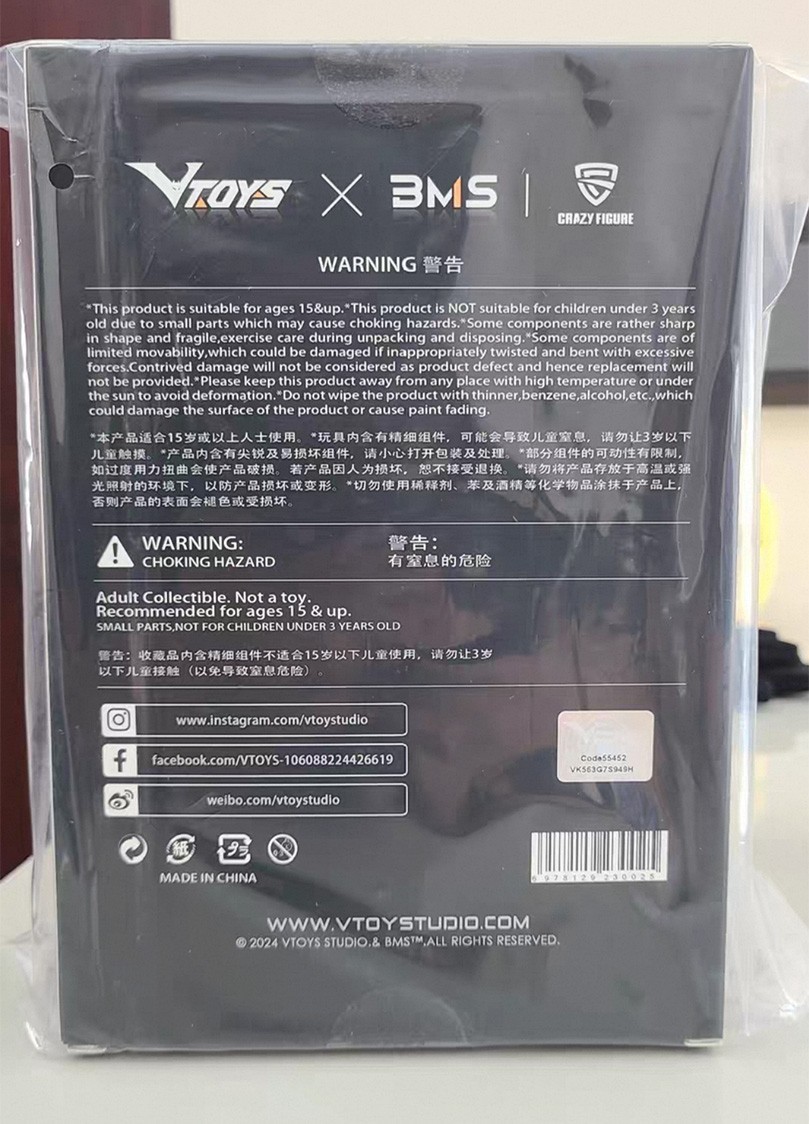 VTOYS × BMS | CRAZY FIGURE
WARNING 警告
*This product is suitable for ages 15&up.*This product is NOT suitable for children under 3 years
old due to small parts which may cause choking hazards.*Some components are rather sharp
in shape and fragile,exercise care during unpacking and disposing.*Some components are of
limited movability,which could be damaged if inappropriately twisted and bent with excessive
forces.Contrived damage will not be considered as product defect and hence replacement will
not be provided.*Please keep this product away from any place with high temperature or under
the sun to avoid deformation.*Do not wipe the product with thinner,benzene,alcohol,etc.,which
could damage the surface of the product or cause paint fading.
*本产品适合15岁或以上人士使用。*玩具内含有精细组件，可能会导致儿童窒息，请勿让3岁以下
儿童触摸。*产品内含有尖锐及易损坏组件，请小心打开包装及处理。*部分组件的可动性有限制，
如过度用力扭曲会使产品破损。若产品因人为损坏，恕不接受退换。*请勿将产品存放于高温或强
光照射的环境下，以防产品损坏或变形。*切勿使用稀释剂、苯及酒精等化学物品涂抹于产品上，
否则产品的表面会褪色或受损坏。
WARNING: 警告：
CHOKING HAZARD 有窒息的危险
Adult Collectible. Not a toy.
Recommended for ages 15 & up.
SMALL PARTS,NOT FOR CHILDREN UNDER 3 YEARS OLD
警告：收藏品内含精细组件不适合15岁以下儿童使用，请勿让3岁
以下儿童接触（以免导致窒息危险）。
www.instagram.com/vtoystudio
facebook.com/VTOYS-106088224426619
weibo.com/vtoystudio
Code55452
VK563G7S949H
紙 プラ 0-3
MADE IN CHINA
6 978129 230025
WWW.VTOYSTUDIO.COM
© 2024 VTOYS STUDIO.& BMS™.ALL RIGHTS RESERVED.